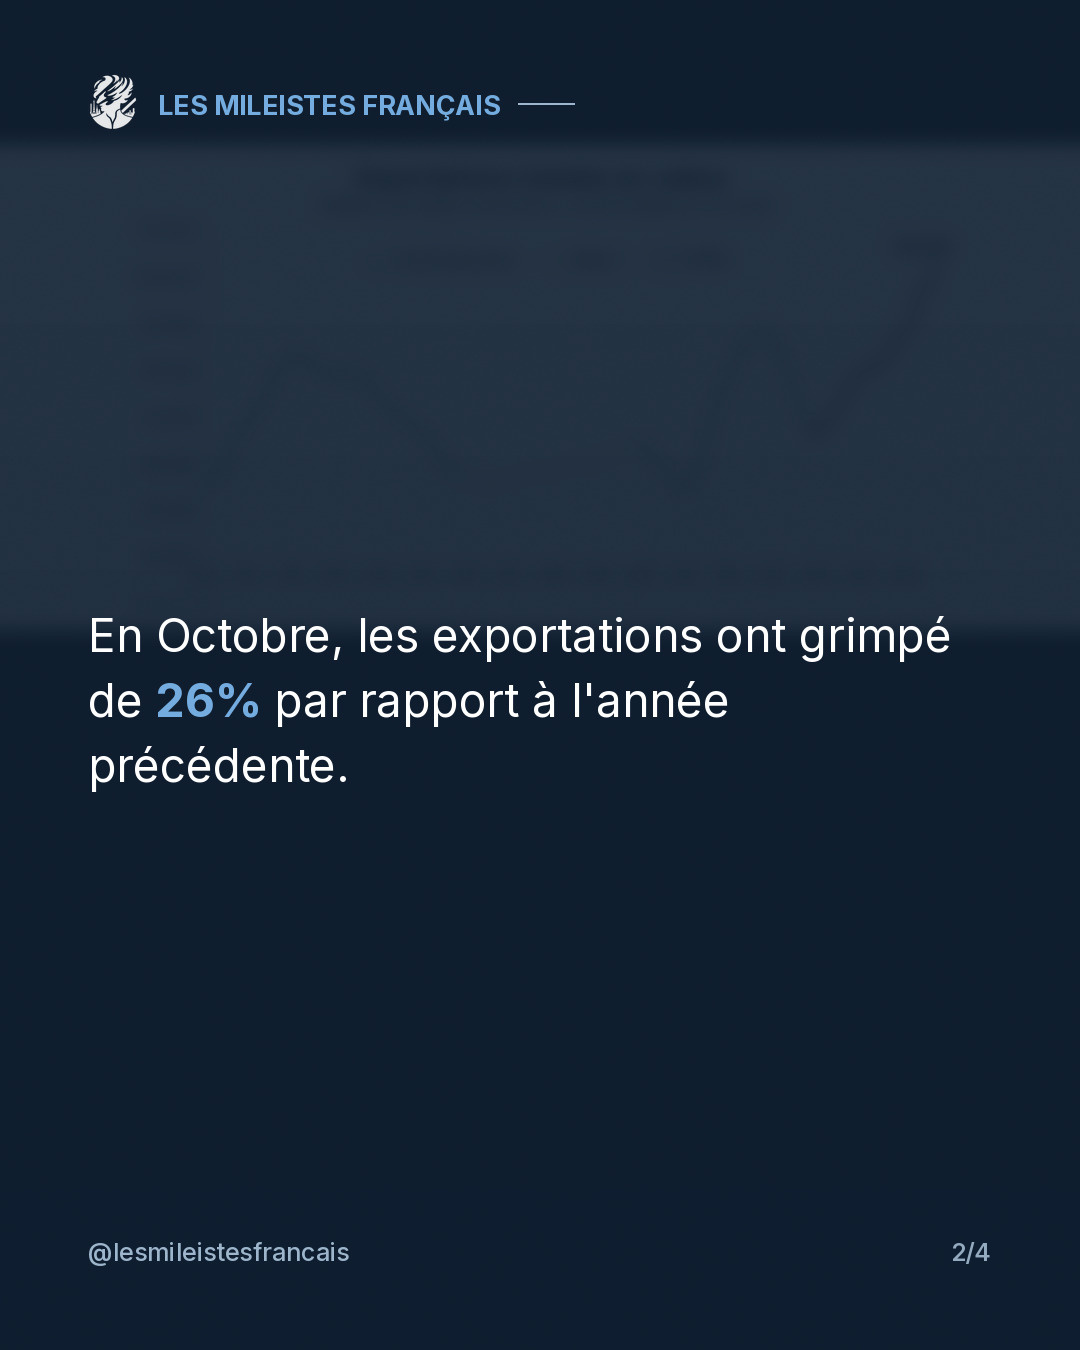 LES MILEISTES FRANÇAIS
En Octobre, les exportations ont grimpé
de 26% par rapport à l'année
précédente.
@lesmileistesfrancais
2/4